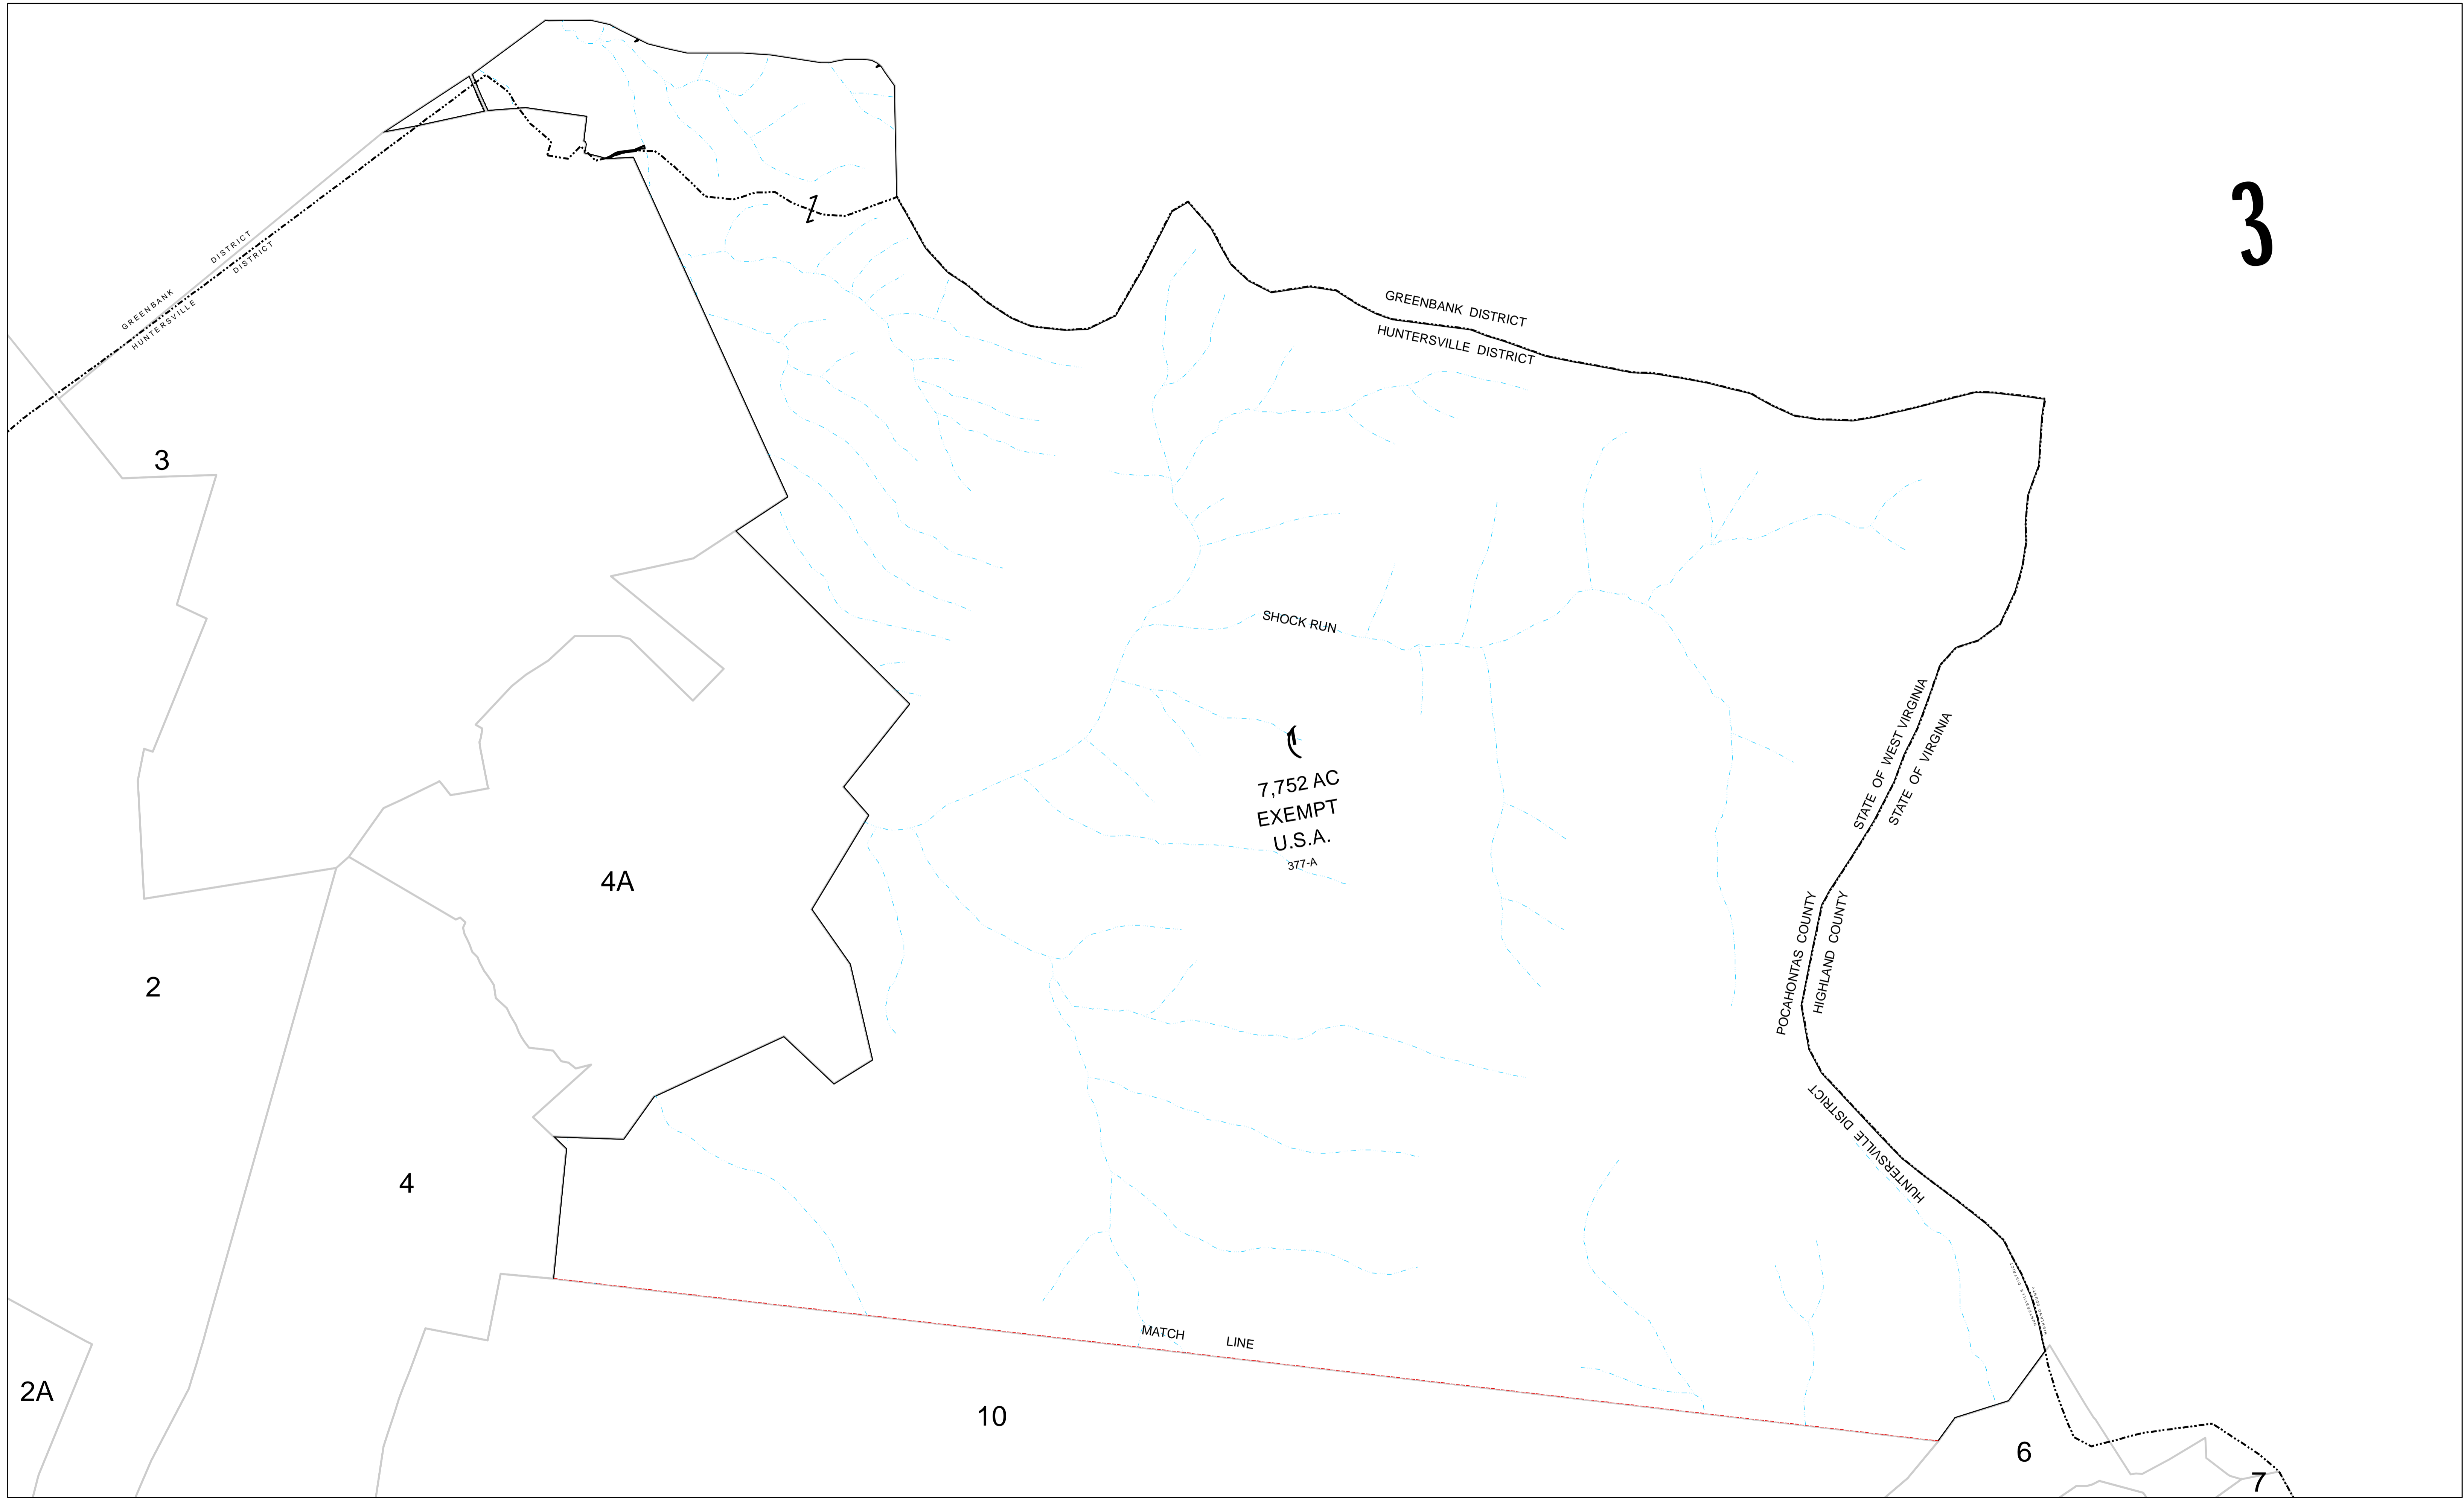 3
GREENBANK DISTRICT
HUNTERSVILLE DISTRICT
GREENBANK DISTRICT
HUNTERSVILLE DISTRICT
3
SHOCK RUN
1
7,752 AC
EXEMPT
U.S.A.
377-A
STATE OF WEST VIRGINIA
STATE OF VIRGINIA
4A
POCAHONTAS COUNTY
HIGHLAND COUNTY
2
HUNTERSVILLE DISTRICT
4
MATCH LINE
2A
10
6
7